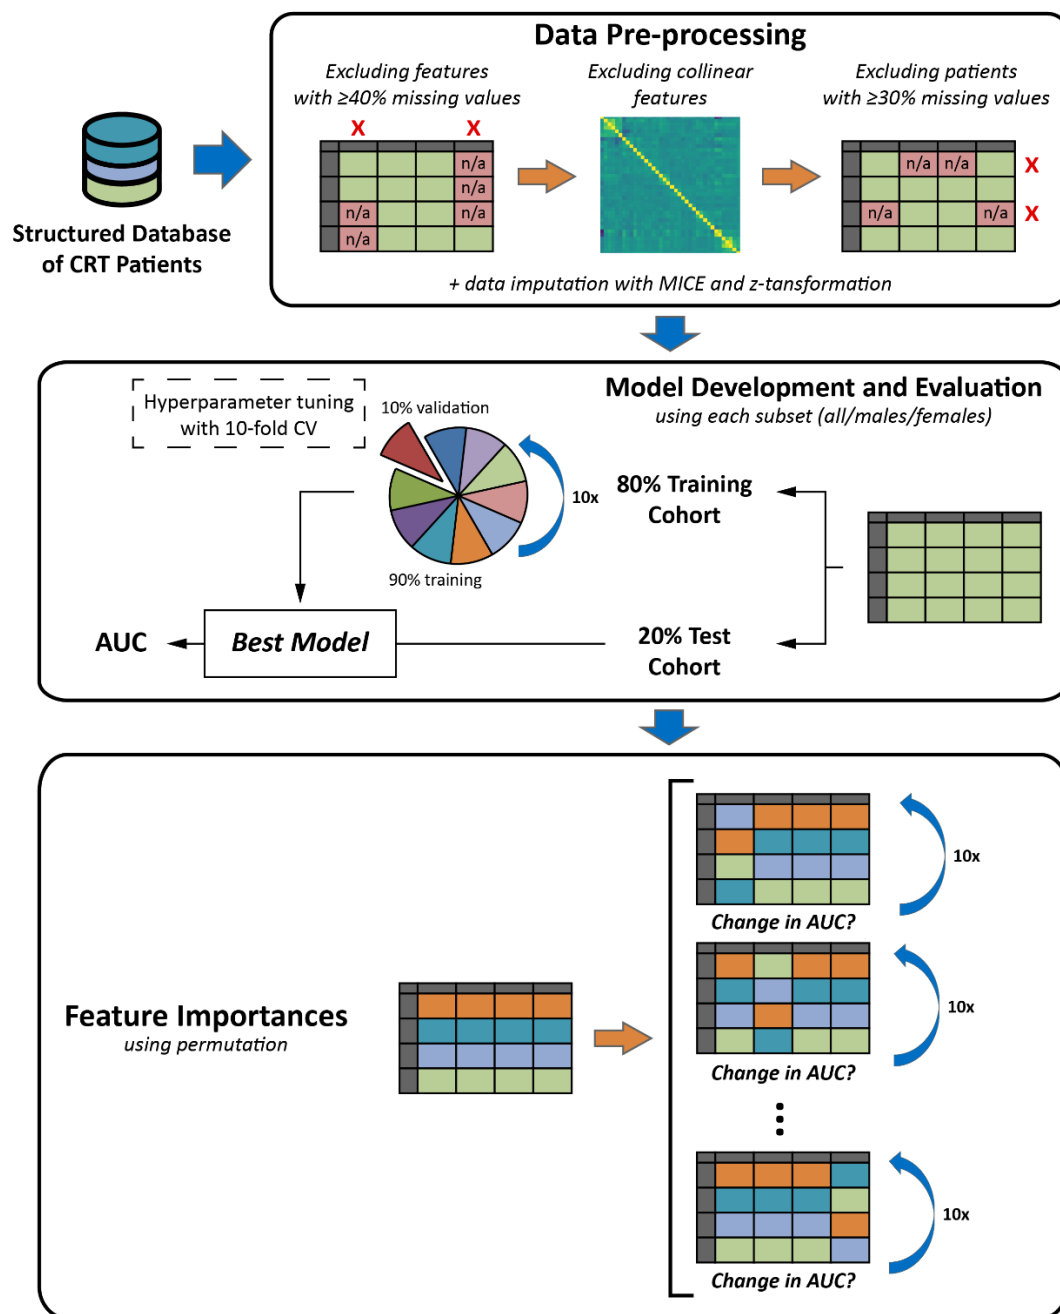 Data Pre-processing
Excluding features
with ≥40% missing values
Excluding collinear
features
Excluding patients
with ≥30% missing values
X X
n/a
n/a
n/a n/a
n/a
n/a n/a
X
n/a n/a
X
Structured Database
of CRT Patients
+ data imputation with MICE and z-tansformation
Model Development and Evaluation
using each subset (all/males/females)
Hyperparameter tuning
with 10-fold CV
10% validation
10x
90% training
80% Training
Cohort
20% Test
Cohort
Best Model
AUC
Feature Importances
using permutation
10x
Change in AUC?
10x
Change in AUC?
10x
Change in AUC?